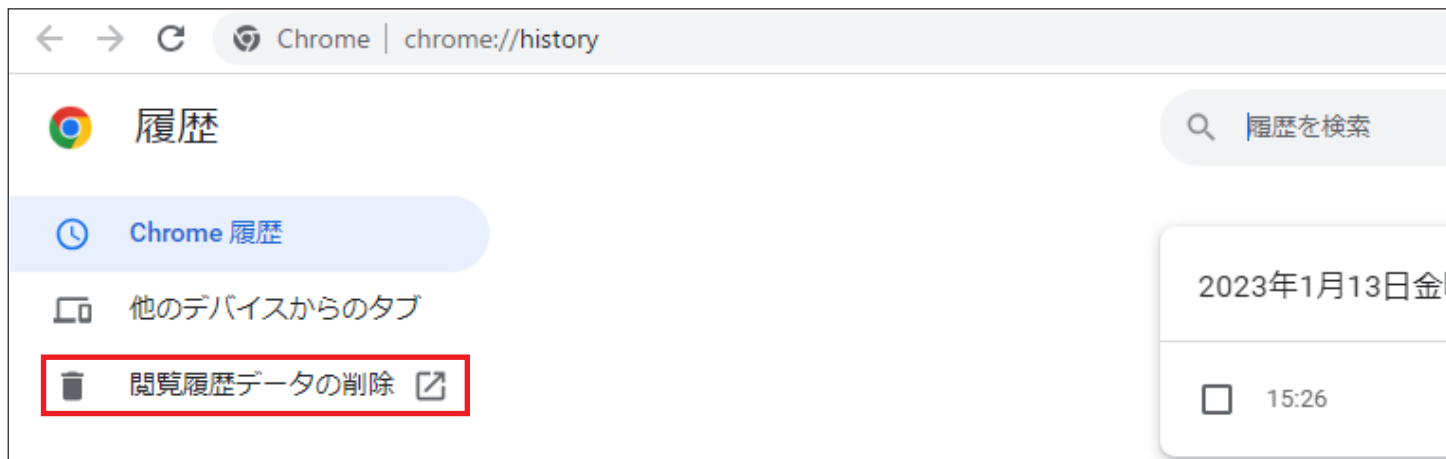 Chrome | chrome://history
履歴
履歴を検索
Chrome 履歴
他のデバイスからのタブ
閲覧履歴データの削除
2023年1月13日金
15:26